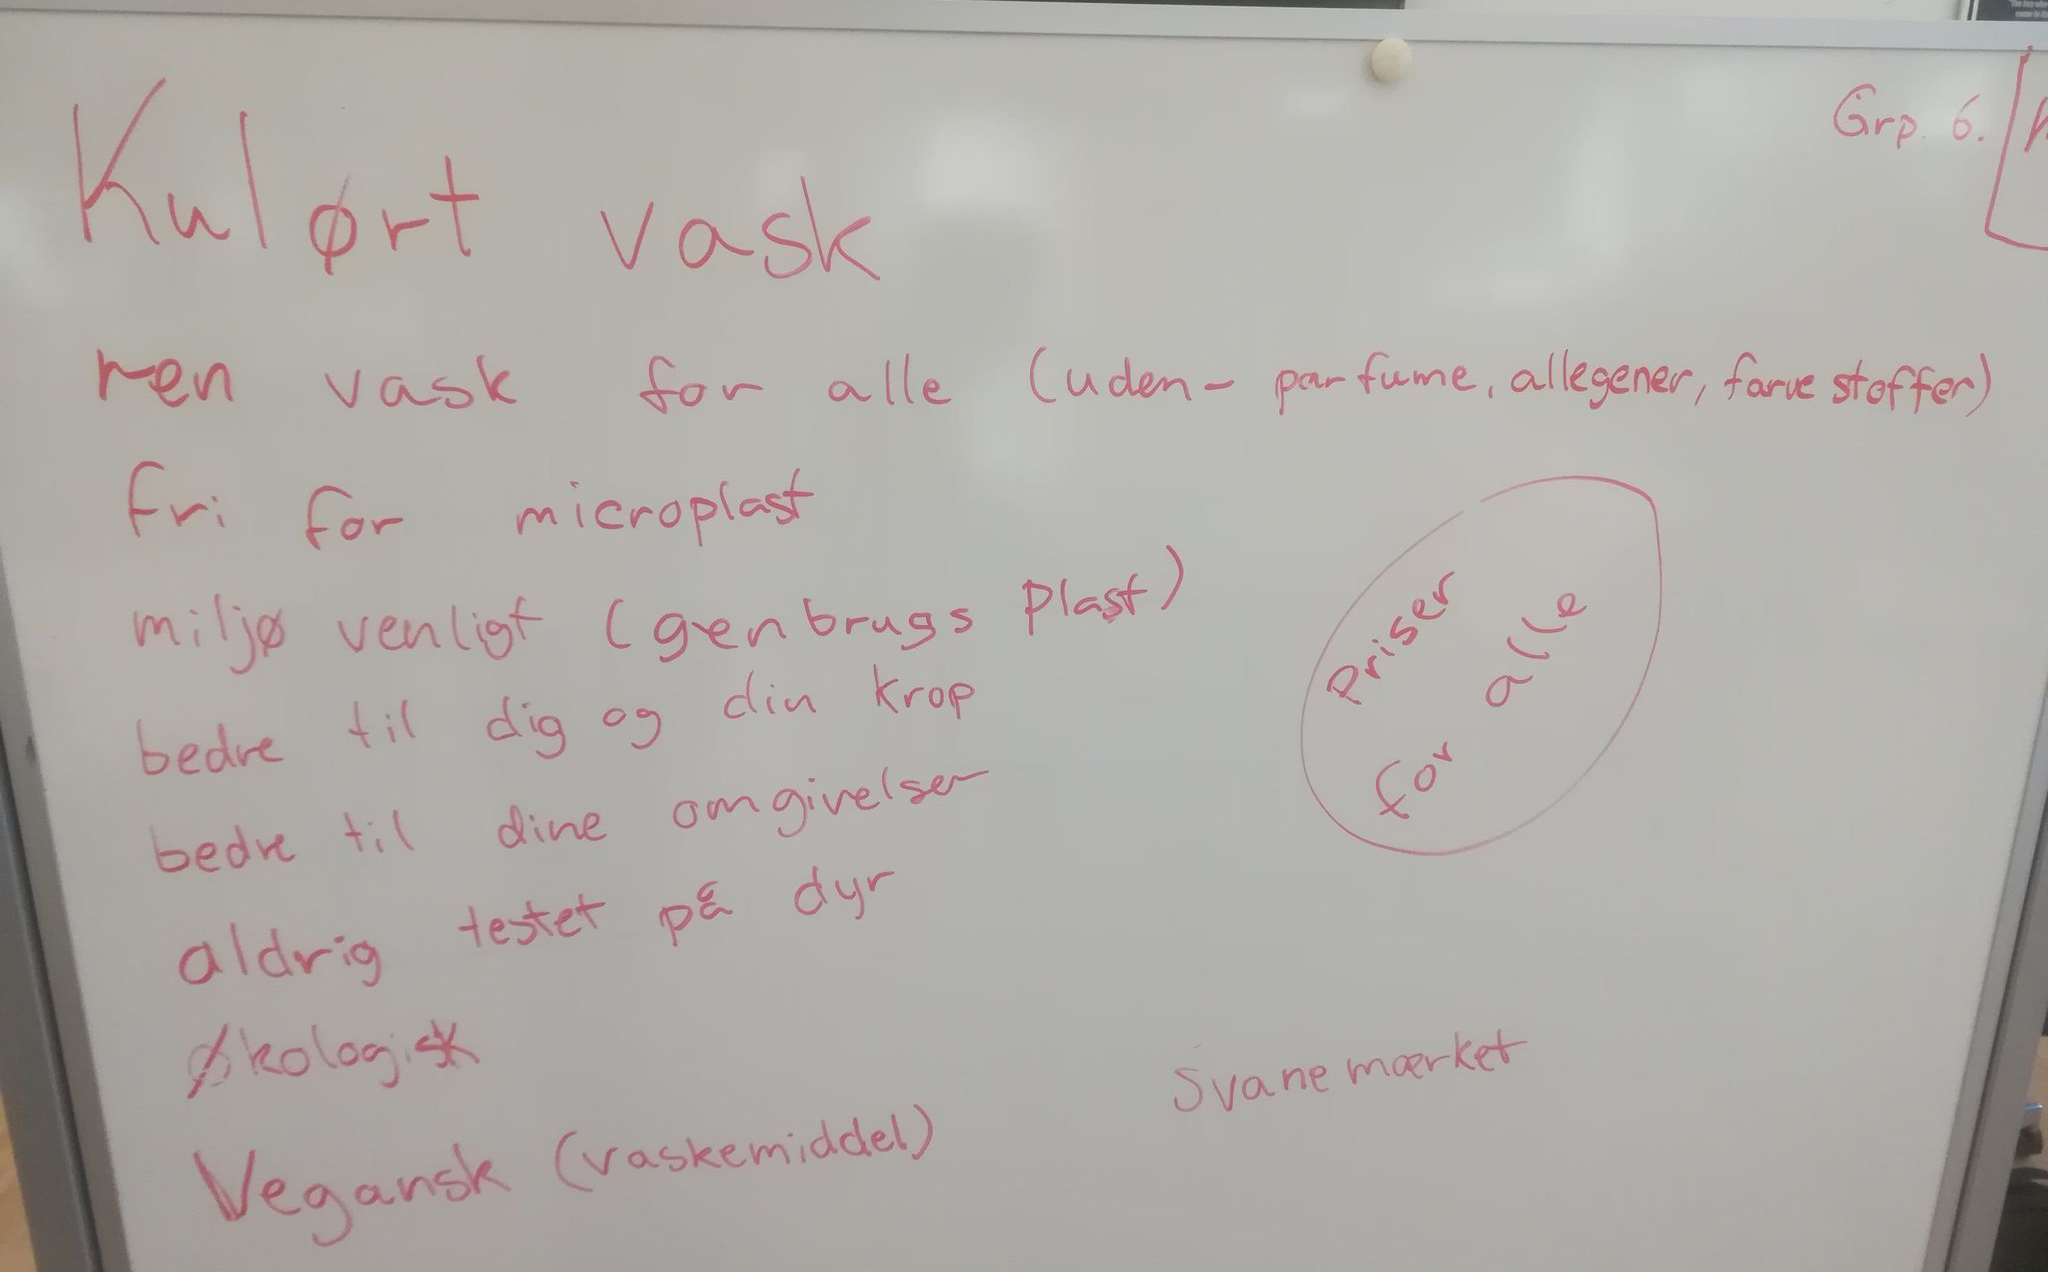 Grp. 6.
Kulørt vask
ren vask for alle (uden - parfume, allegener, farve stoffer)
fri for microplast
miljø venligt (genbrugs plast)
bedre til dig og din krop
bedre til dine omgivelser
aldrig testet på dyr
Økologisk
Vegansk (vaskemiddel)
Priser
for alle
Svanemærket